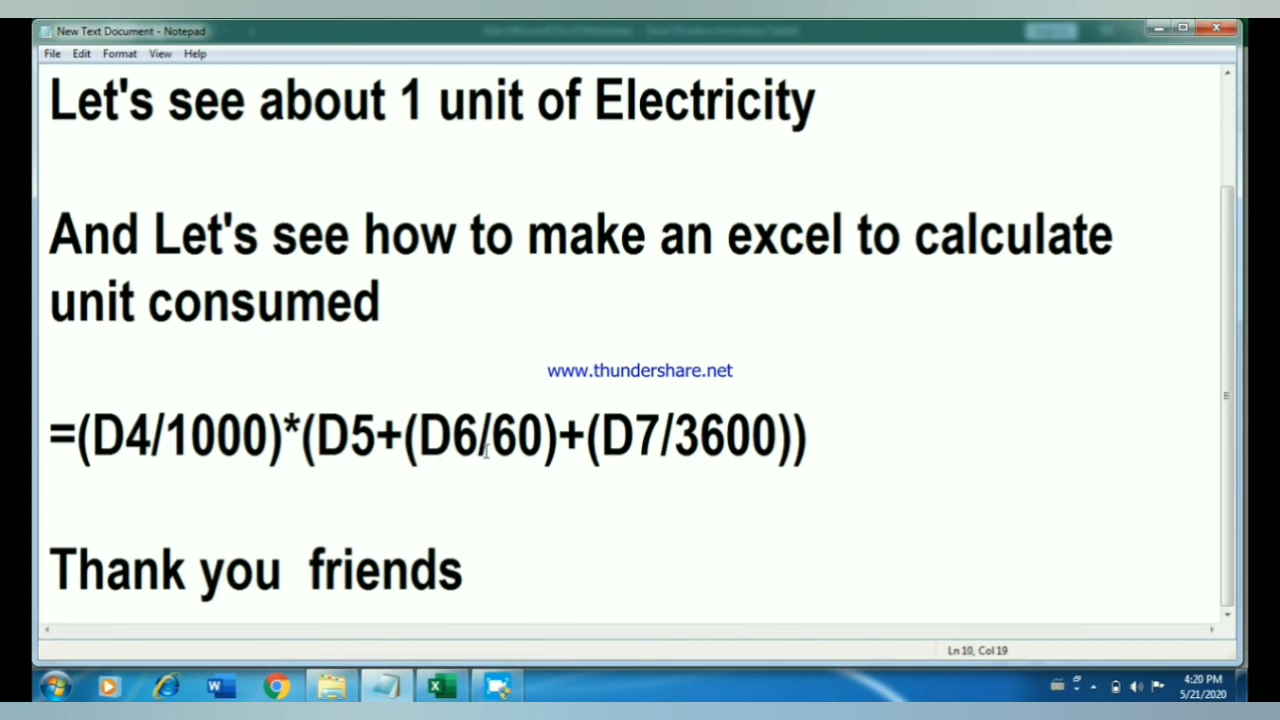 New Text Document - Notepad
File Edit Format View Help
Let's see about 1 unit of Electricity
And Let's see how to make an excel to calculate
unit consumed
www.thundershare.net
=(D4/1000)*(D5+(D6/60)+(D7/3600))
Thank you  friends
Ln 10, Col 19
4:20 PM
5/21/2020